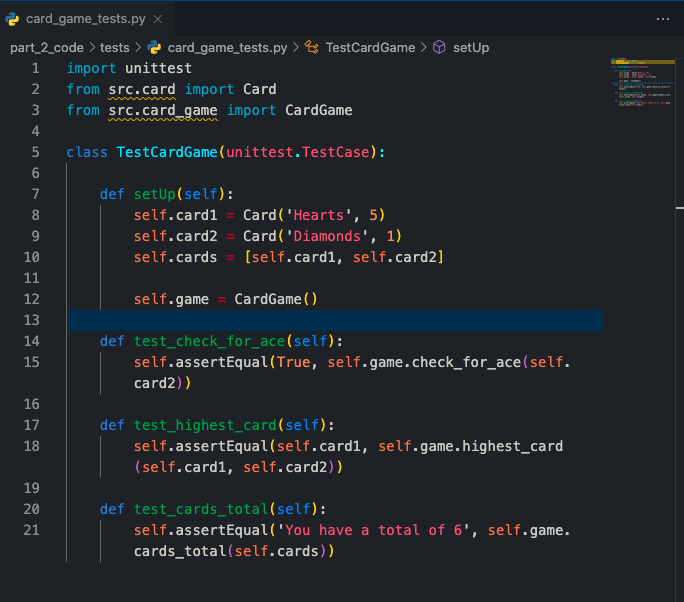 card_game_tests.py ×
part_2_code > tests > card_game_tests.py > TestCardGame > setUp
1 import unittest
2 from src.card import Card
3 from src.card_game import CardGame
4
5 class TestCardGame(unittest.TestCase):
6
7 def setUp(self):
8 self.card1 = Card('Hearts', 5)
9 self.card2 = Card('Diamonds', 1)
10 self.cards = [self.card1, self.card2]
11
12 self.game = CardGame()
13
14 def test_check_for_ace(self):
15 self.assertEqual(True, self.game.check_for_ace(self.
card2))
16
17 def test_highest_card(self):
18 self.assertEqual(self.card1, self.game.highest_card
(self.card1, self.card2))
19
20 def test_cards_total(self):
21 self.assertEqual('You have a total of 6', self.game.
cards_total(self.cards))